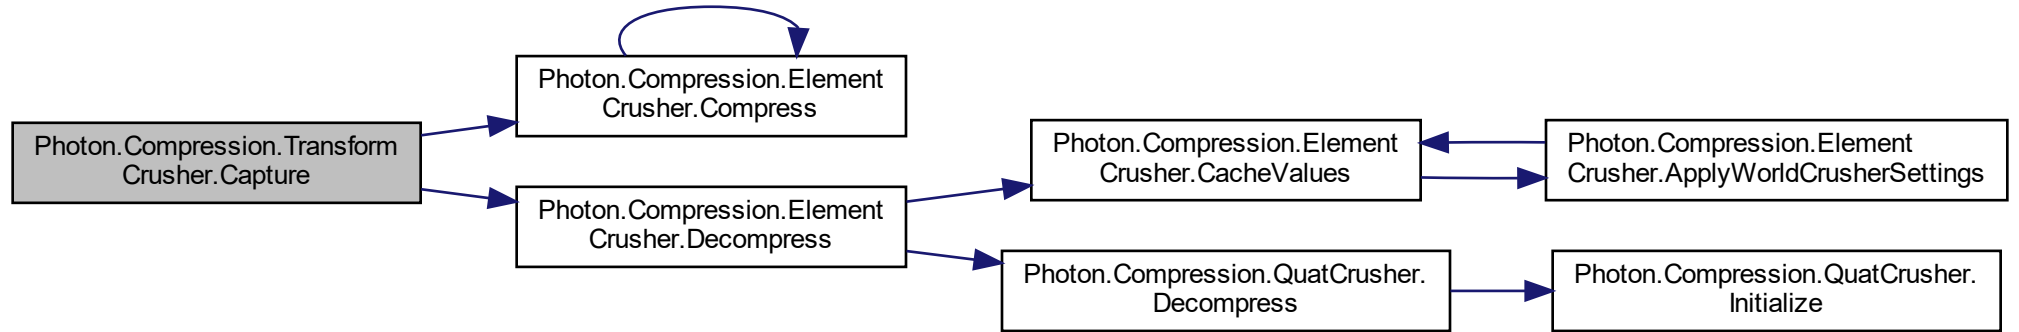 Photon.Compression.Transform
Crusher.Capture
Photon.Compression.Element
Crusher.Compress
Photon.Compression.Element
Crusher.Decompress
Photon.Compression.Element
Crusher.CacheValues
Photon.Compression.Element
Crusher.ApplyWorldCrusherSettings
Photon.Compression.QuatCrusher.
Decompress
Photon.Compression.QuatCrusher.
Initialize